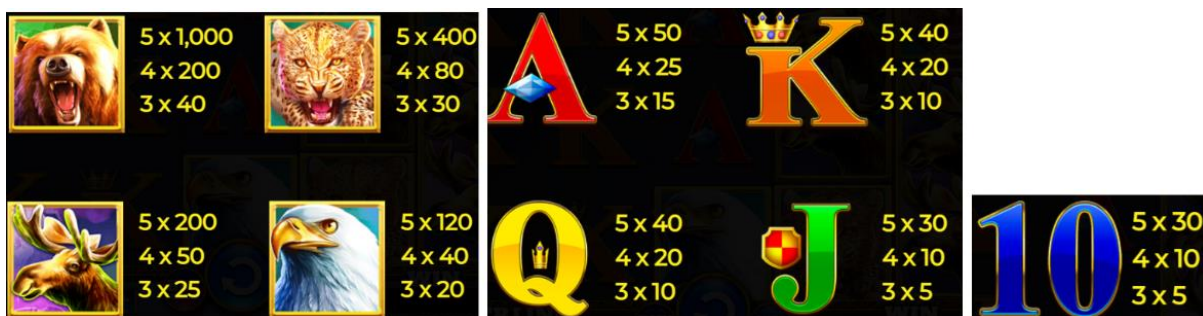 5 x 1,000
4 x 200
3 x 40
5 x 400
4 x 80
3 x 30
A
5 x 50
4 x 25
3 x 15
K
5 x 40
4 x 20
3 x 10
5 x 200
4 x 50
3 x 25
5 x 120
4 x 40
3 x 20
Q
5 x 40
4 x 20
3 x 10
J
5 x 30
4 x 10
3 x 5
10
5 x 30
4 x 10
3 x 5